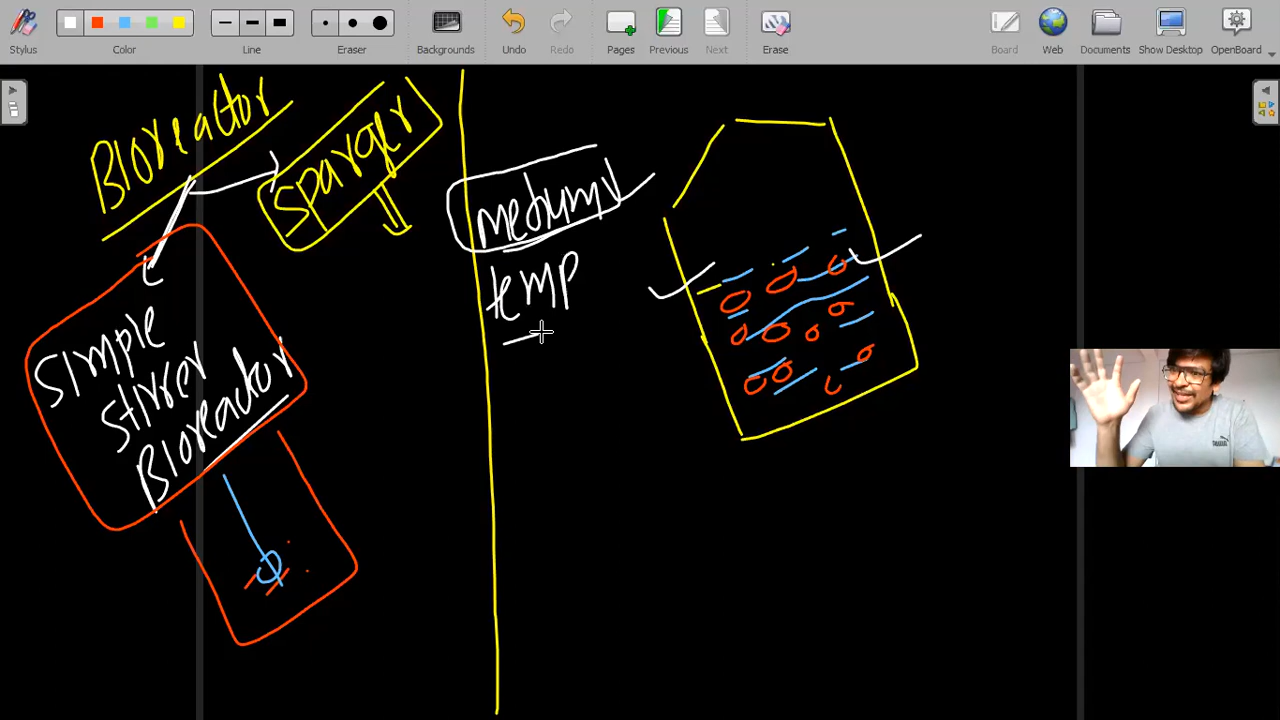 Stylus
Color
Line
Eraser
Backgrounds
Undo
Redo
Pages
Previous
Next
Erase
Board
Web
Documents
Show Desktop
OpenBoard
Bioreactor
Sparger
Simple
Stirrer
Bioreactor
medium
temp